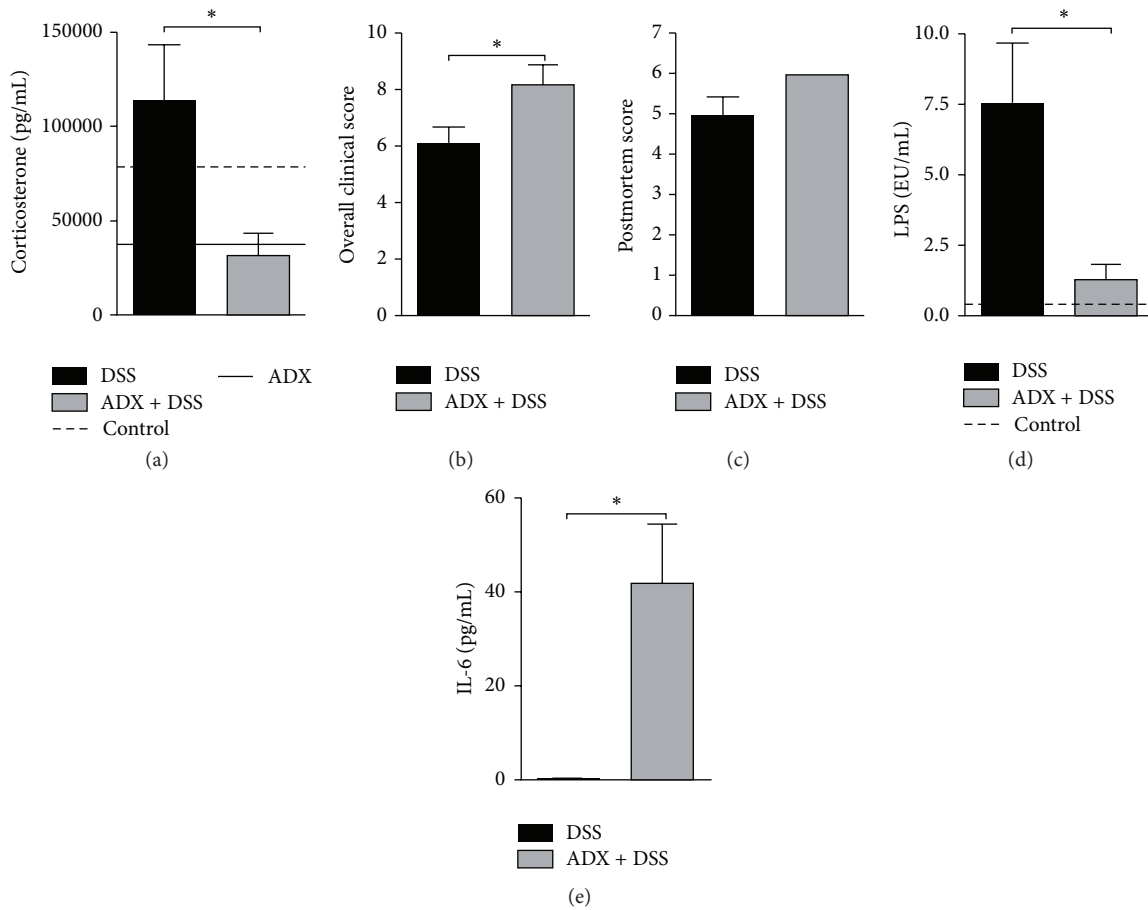 *
150000
100000
50000
0
Corticosterone (pg/mL)
DSS
ADX + DSS
Control
ADX
(a)
*
10
8
6
4
2
0
Overall clinical score
DSS
ADX + DSS
(b)
7
6
5
4
3
2
1
0
Postmortem score
DSS
ADX + DSS
(c)
*
10.0
7.5
5.0
2.5
0.0
LPS (EU/mL)
DSS
ADX + DSS
Control
(d)
*
60
40
20
0
IL-6 (pg/mL)
DSS
ADX + DSS
(e)